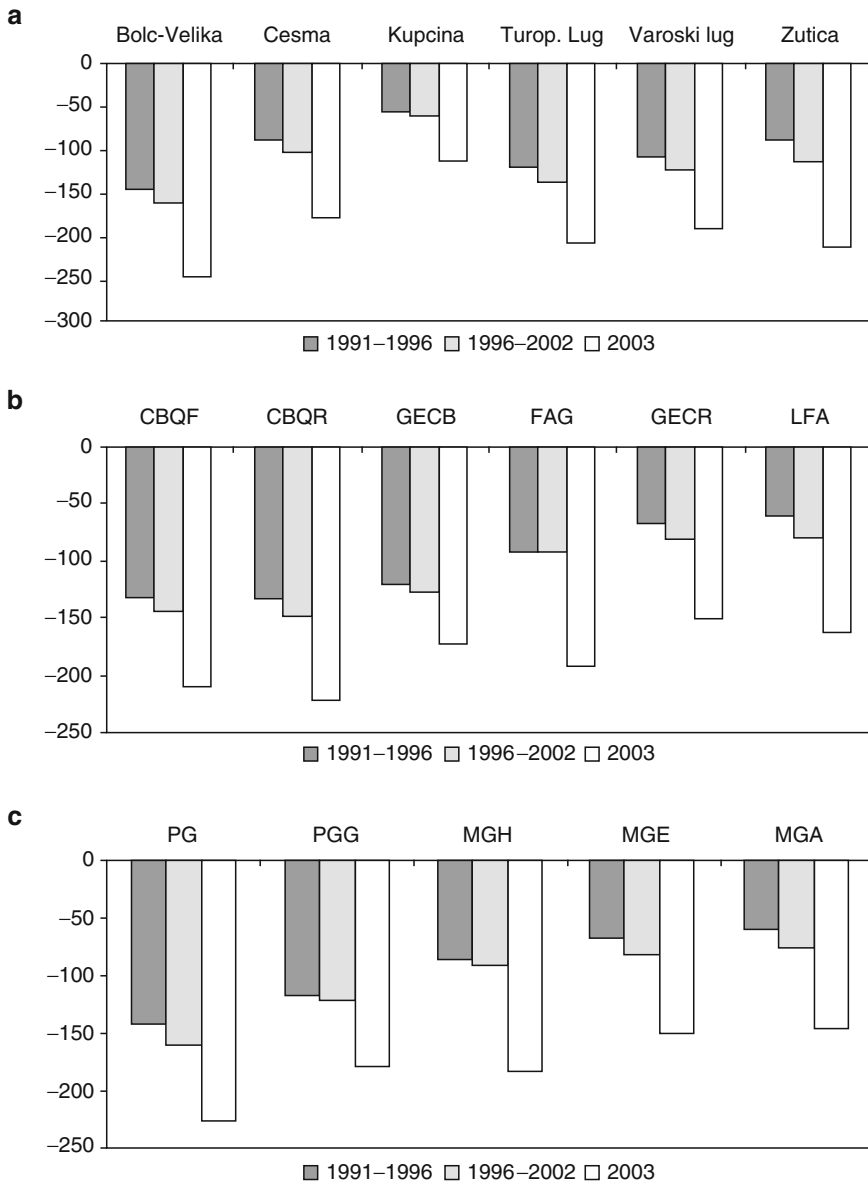 a
Bolc-Velika Cesma Kupcina Turop. Lug Varoski lug Zutica
0
–50
–100
–150
–200
–250
–300
1991–1996 1996–2002 2003
b
CBQF CBQR GECB FAG GECR LFA
0
–50
–100
–150
–200
–250
1991–1996 1996–2002 2003
c
PG PGG MGH MGE MGA
0
–50
–100
–150
–200
–250
1991–1996 1996–2002 2003